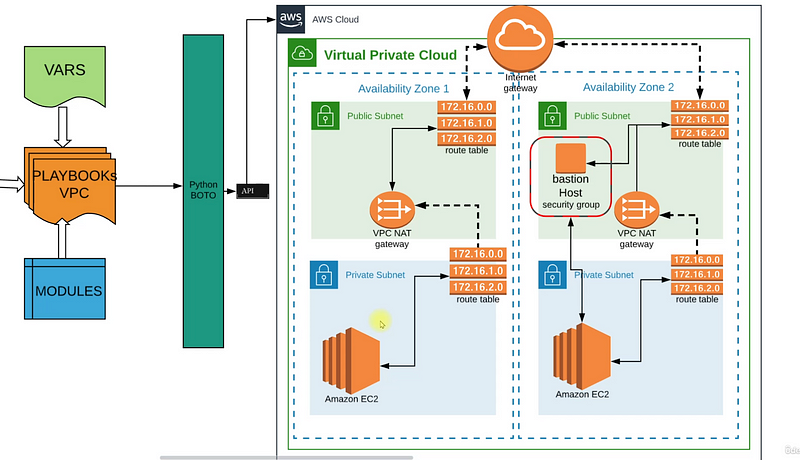 VARS
PLAYBOOKs
VPC
MODULES
Python
BOTO
API
aws
AWS Cloud
Virtual Private Cloud
Internet
gateway
Availability Zone 1
Public Subnet
172.16.0.0
172.16.1.0
172.16.2.0
route table
VPC NAT
gateway
Private Subnet
172.16.0.0
172.16.1.0
172.16.2.0
route table
Amazon EC2
Availability Zone 2
Public Subnet
172.16.0.0
172.16.1.0
172.16.2.0
route table
bastion
Host
security group
VPC NAT
gateway
Private Subnet
172.16.0.0
172.16.1.0
172.16.2.0
route table
Amazon EC2